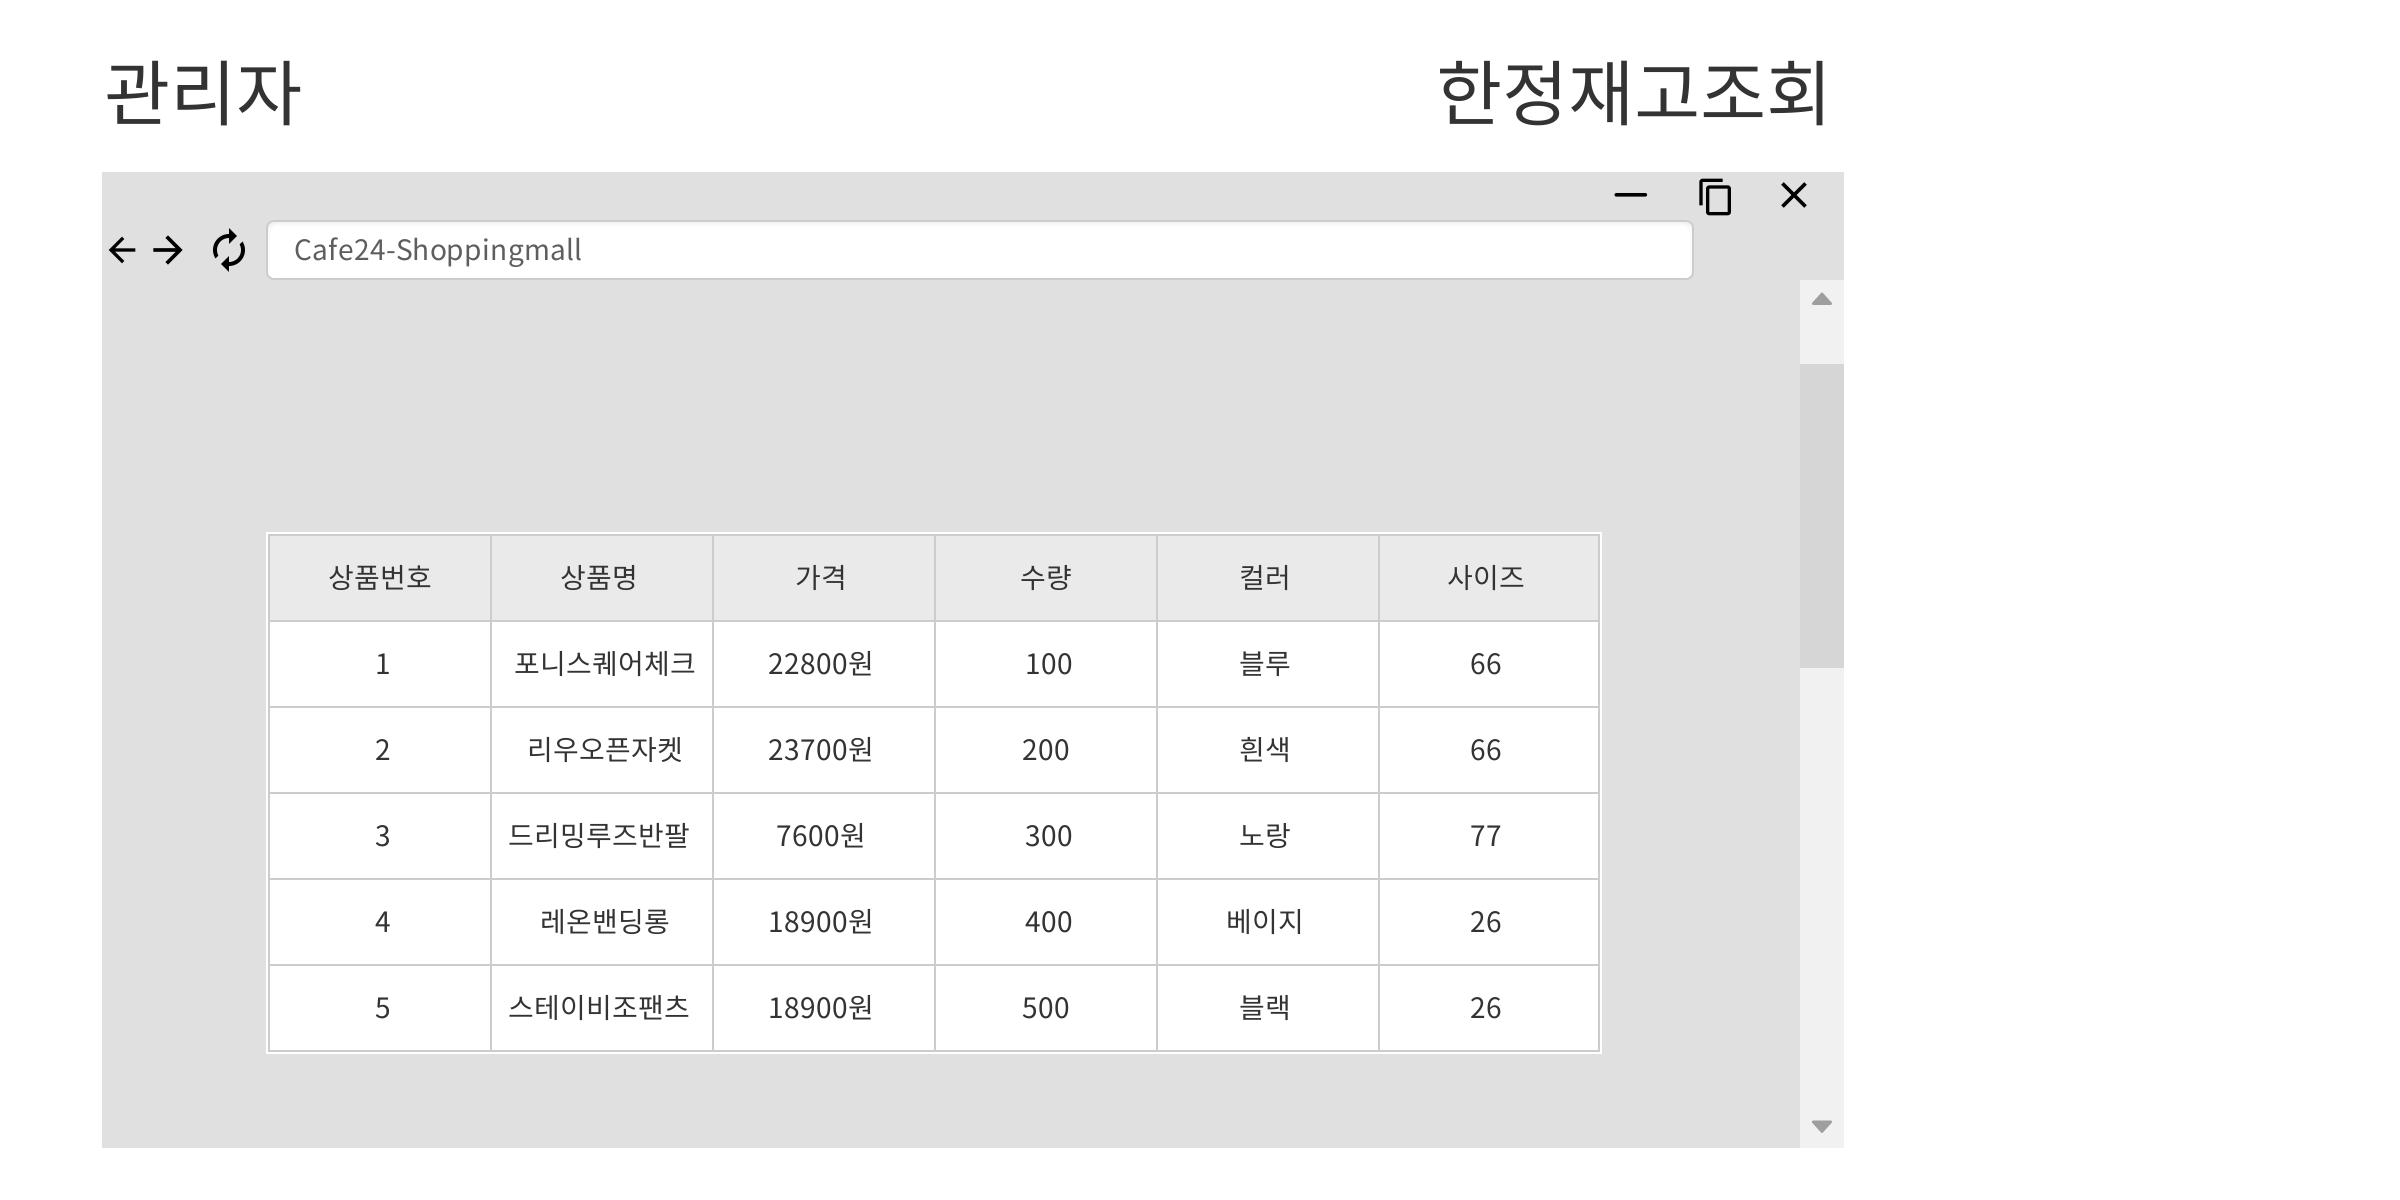 관리자 한정재고조회
Cafe24-Shoppingmall
상품번호 상품명 가격 수량 컬러 사이즈
1 포니스퀘어체크 22800원 100 블루 66
2 리우오픈자켓 23700원 200 흰색 66
3 드리밍루즈반팔 7600원 300 노랑 77
4 레온밴딩롱 18900원 400 베이지 26
5 스테이비조팬츠 18900원 500 블랙 26